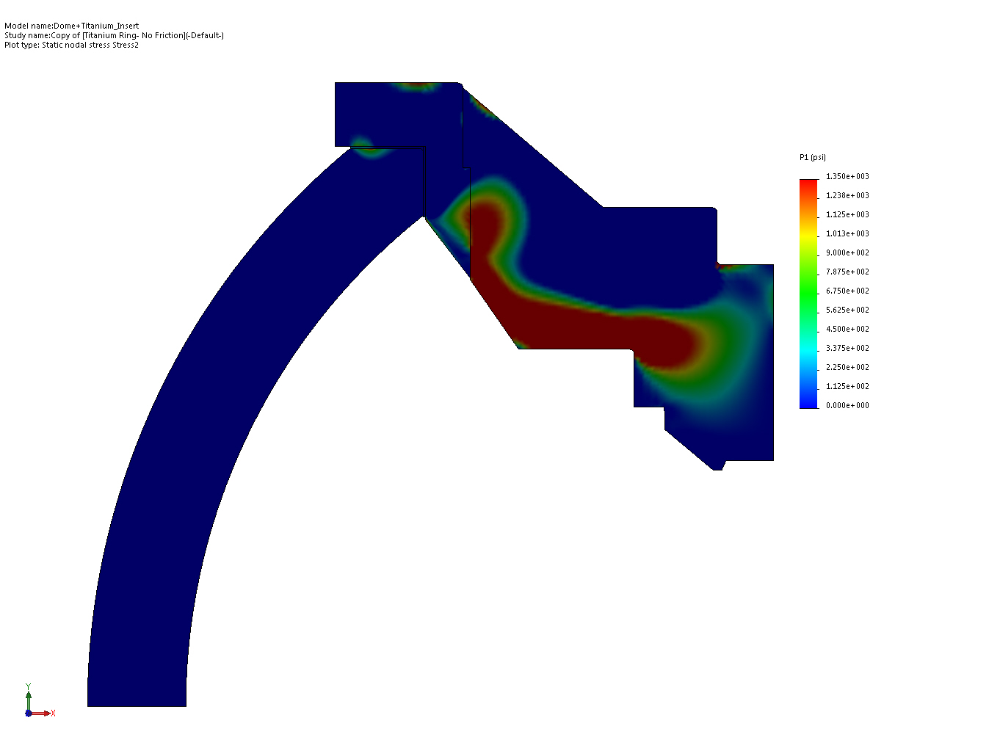 Model name:Dome+Titanium_Insert
Study name:Copy of [Titanium Ring- No Friction](-Default-)
Plot type: Static nodal stress Stress2
P1 (psi)
1.350e+003
1.238e+003
1.125e+003
1.013e+003
9.000e+002
7.875e+002
6.750e+002
5.625e+002
4.500e+002
3.375e+002
2.250e+002
1.125e+002
0.000e+000
Y
X